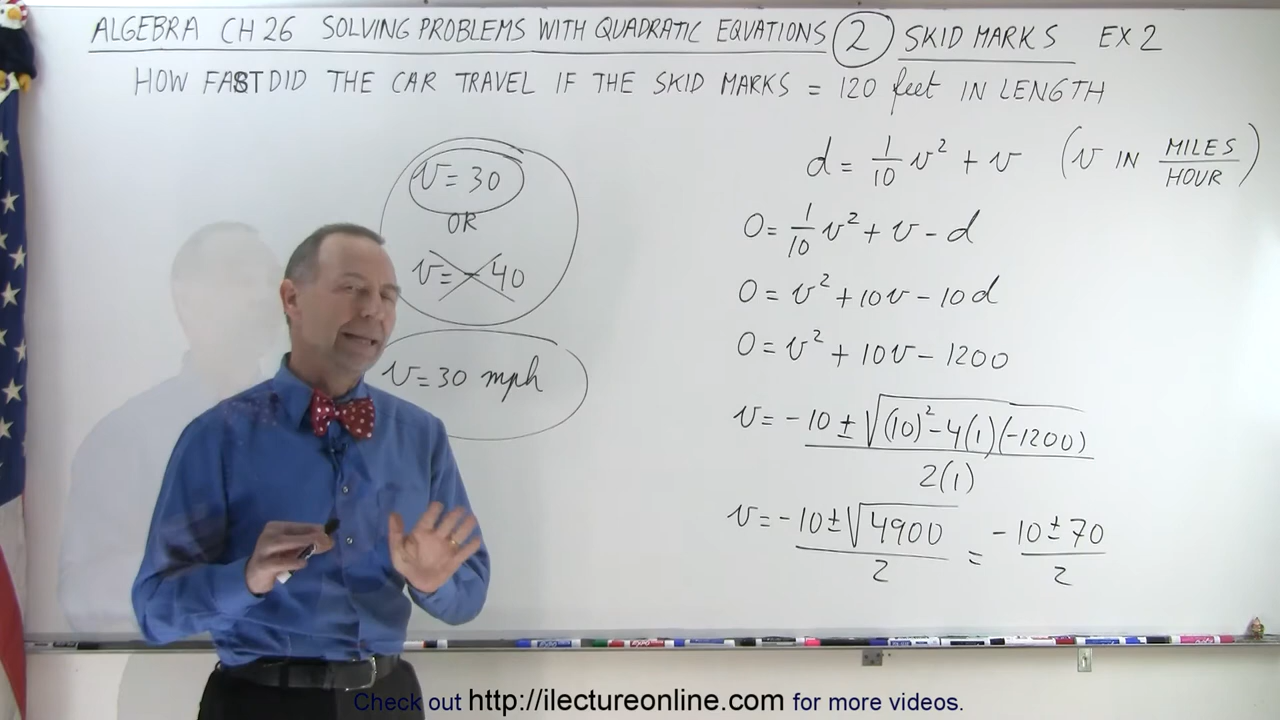 ALGEBRA CH 26 SOLVING PROBLEMS WITH QUADRATIC EQUATIONS 2 SKID MARKS EX 2
HOW FAST DID THE CAR TRAVEL IF THE SKID MARKS = 120 feet IN LENGTH
d = 1/10 v² + v (v IN MILES/HOUR)
0 = 1/10 v² + v - d
0 = v² + 10v - 10d
0 = v² + 10v - 1200
v = -10 ± √((10)² - 4(1)(-1200)) / 2(1)
v = -10 ± √4900 / 2 = -10 ± 70 / 2
v = 30
OR
v = -40
v = 30 mph
Check out http://ilectureonline.com for more videos.